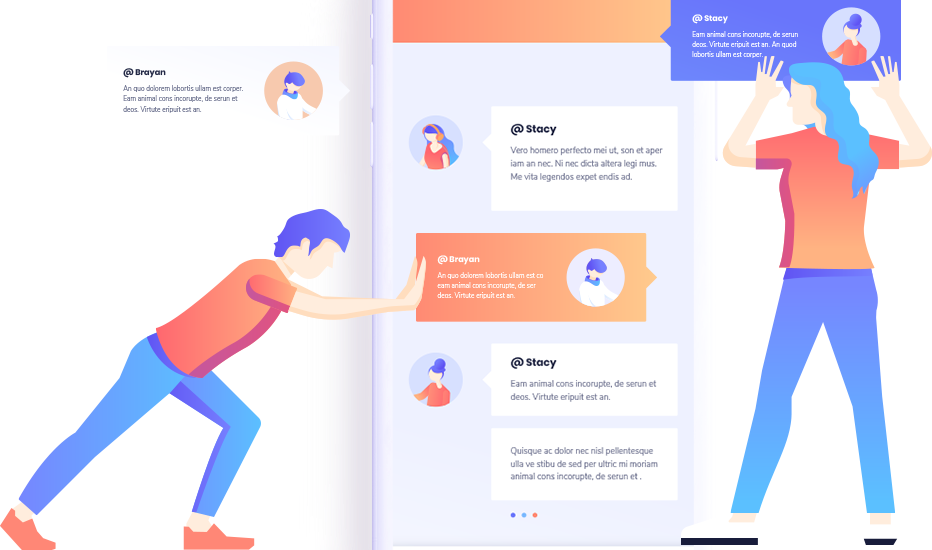 @ Stacy
Eam animal cons incorupte, de serun
deos. Virtute eripuit est an. An quod
lobortis ullam est corper.
@ Brayan
An quo dolorem lobortis ullam est corper.
Eam animal cons incorupte, de serun et
deos. Virtute eripuit est an.
@ Stacy
Vero homero perfecto mei ut, son et aper
iam an nec. Ni nec dicta altera legi mus.
Me vita legendos expet endis ad.
@ Brayan
An quo dolorem lobortis ullam est co
eam animal cons incorupte, de ser
deos. Virtute eripuit est an.
@ Stacy
Eam animal cons incorupte, de serun et
deos. Virtute eripuit est an.
Quisque ac dolor nec nisl pellentesque
ulla ve stibu de sed per ultric mi moriam
animal cons incorupte, de serun et .